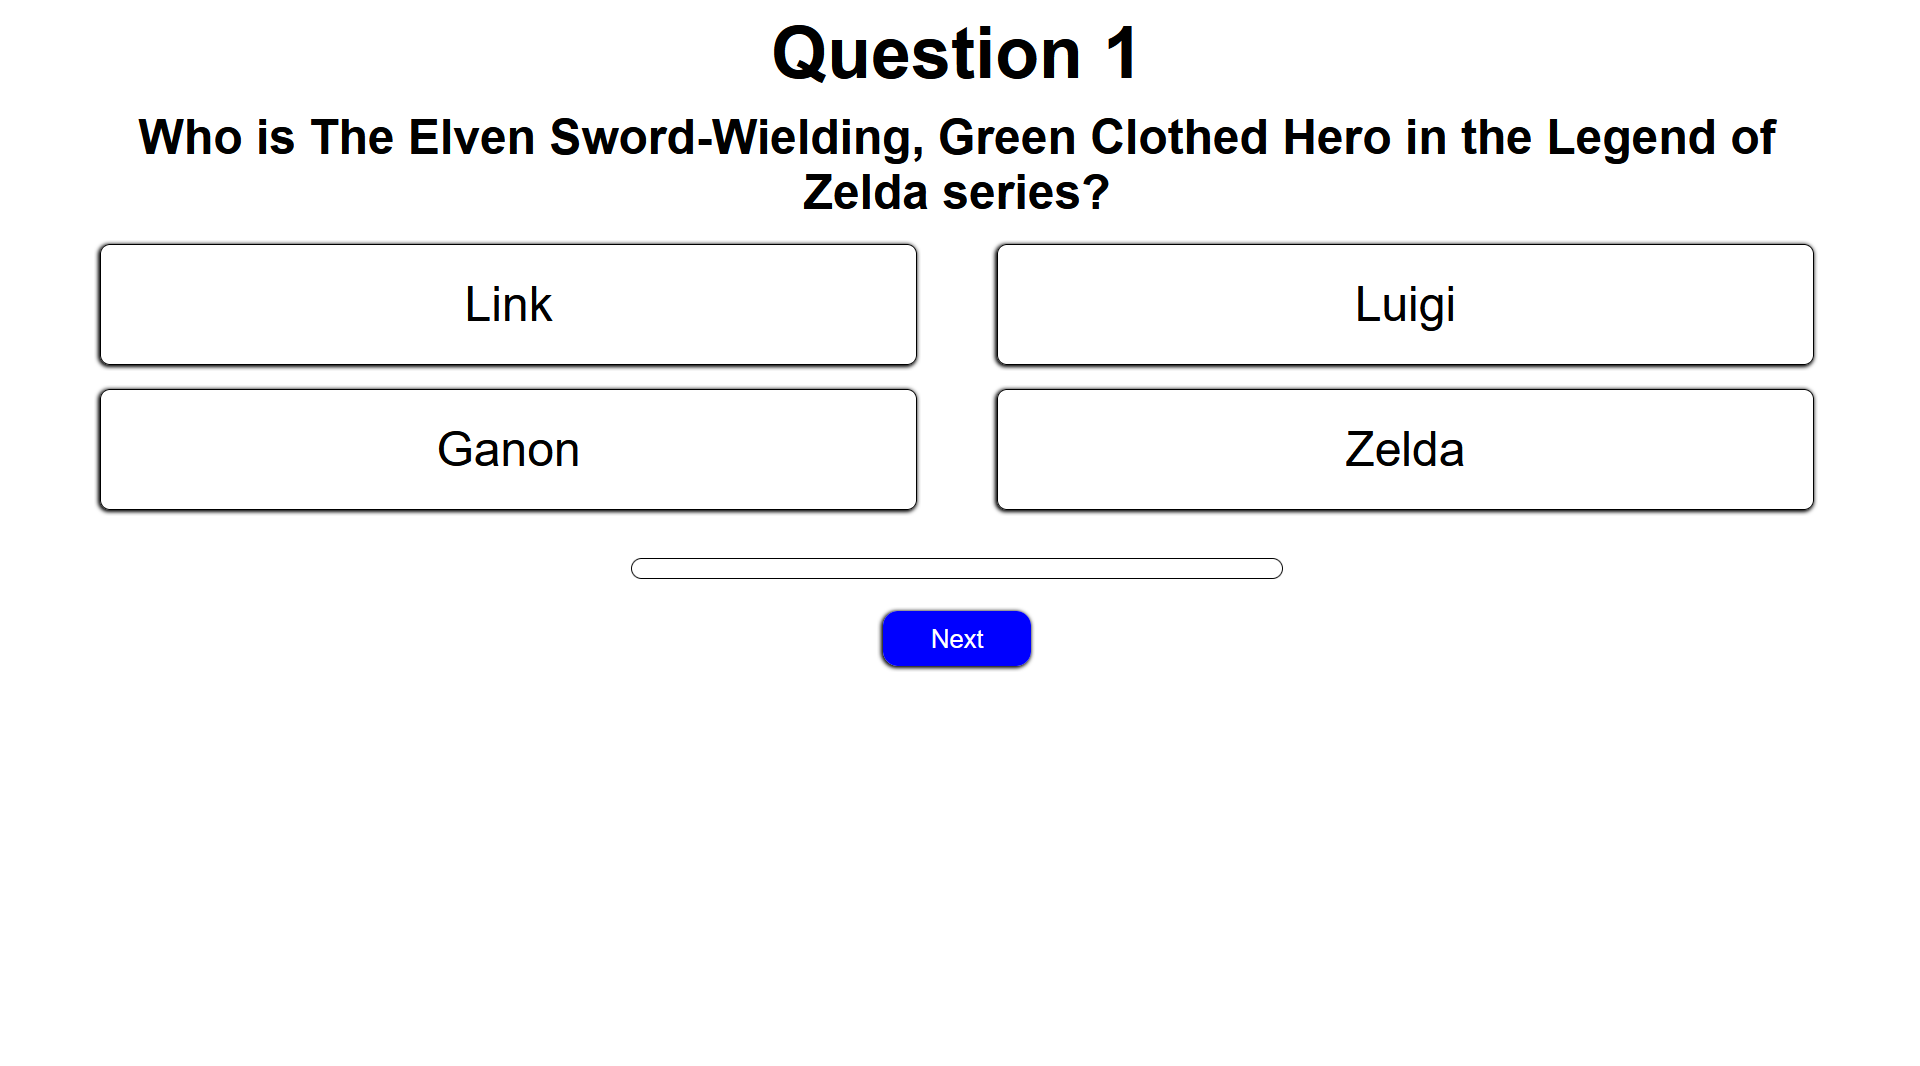 Question 1
Who is The Elven Sword-Wielding, Green Clothed Hero in the Legend of
Zelda series?
Link
Luigi
Ganon
Zelda
Next